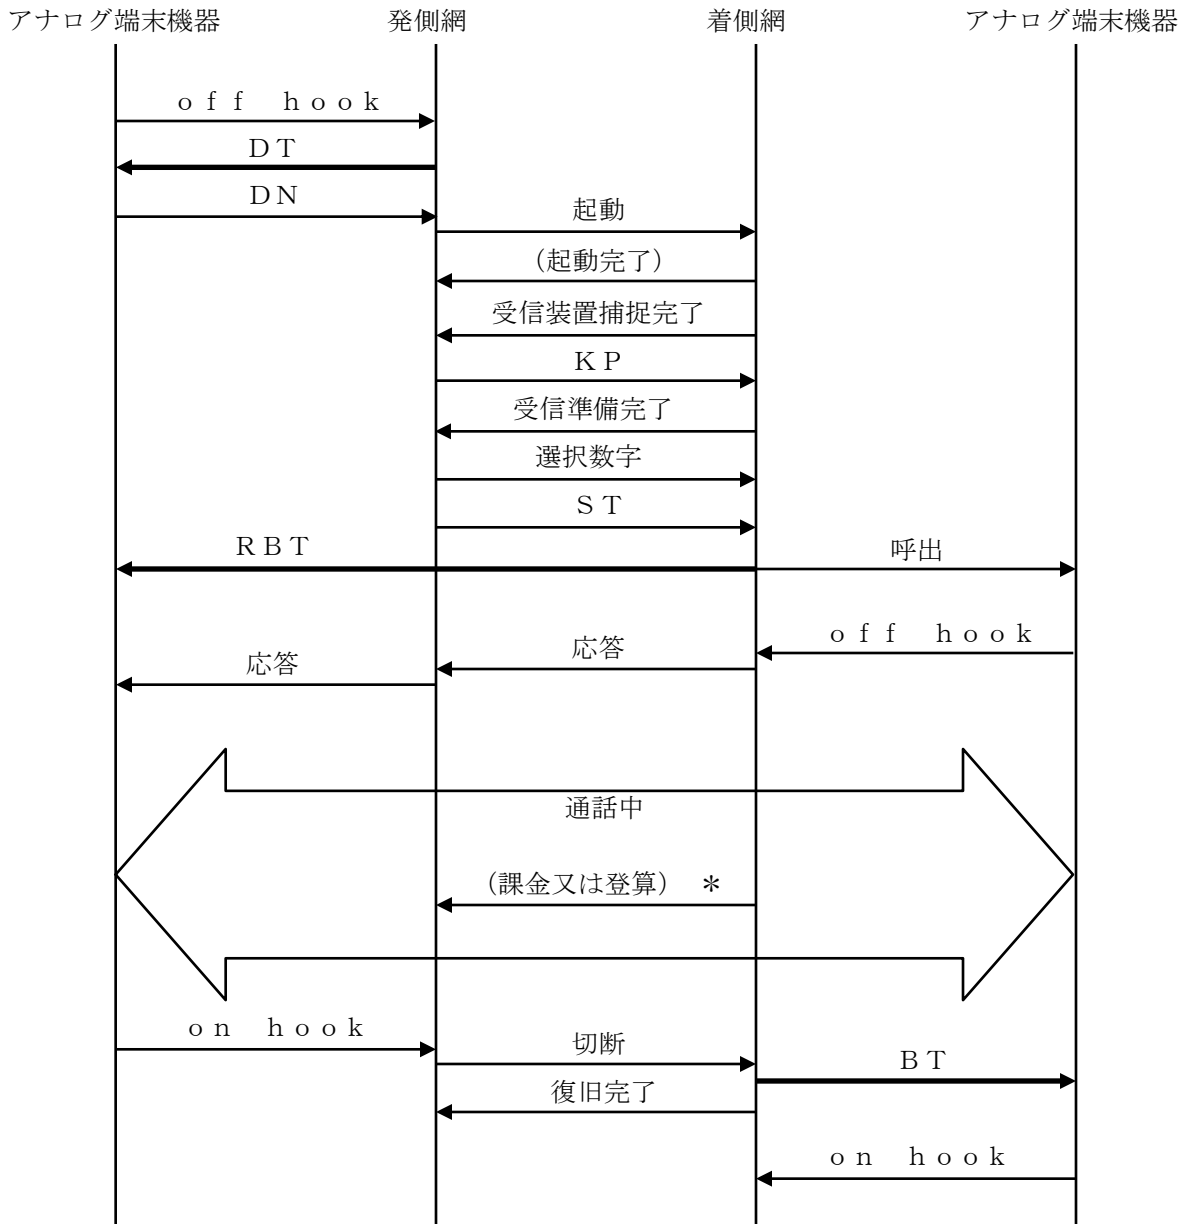 アナログ端末機器 発側網 着側網 アナログ端末機器
ｏｆｆ　ｈｏｏｋ
ＤＴ
ＤＮ
起動
（起動完了）
受信装置捕捉完了
ＫＰ
受信準備完了
選択数字
ＳＴ
ＲＢＴ
呼出
ｏｆｆ　ｈｏｏｋ
応答
応答
通話中
（課金又は登算）　＊
ｏｎ　ｈｏｏｋ
切断
ＢＴ
復旧完了
ｏｎ　ｈｏｏｋ